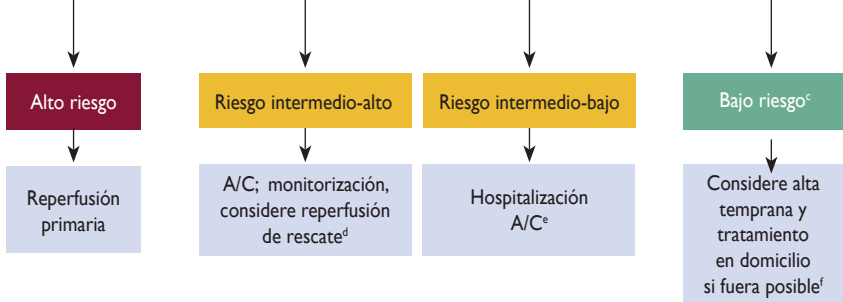 Alto riesgo
Riesgo intermedio-alto
Riesgo intermedio-bajo
Bajo riesgoᶜ
Reperfusión
primaria
A/C; monitorización,
considere reperfusión
de rescateᵈ
Hospitalización
A/Cᵉ
Considere alta
temprana y
tratamiento
en domicilio
si fuera posibleᶠ